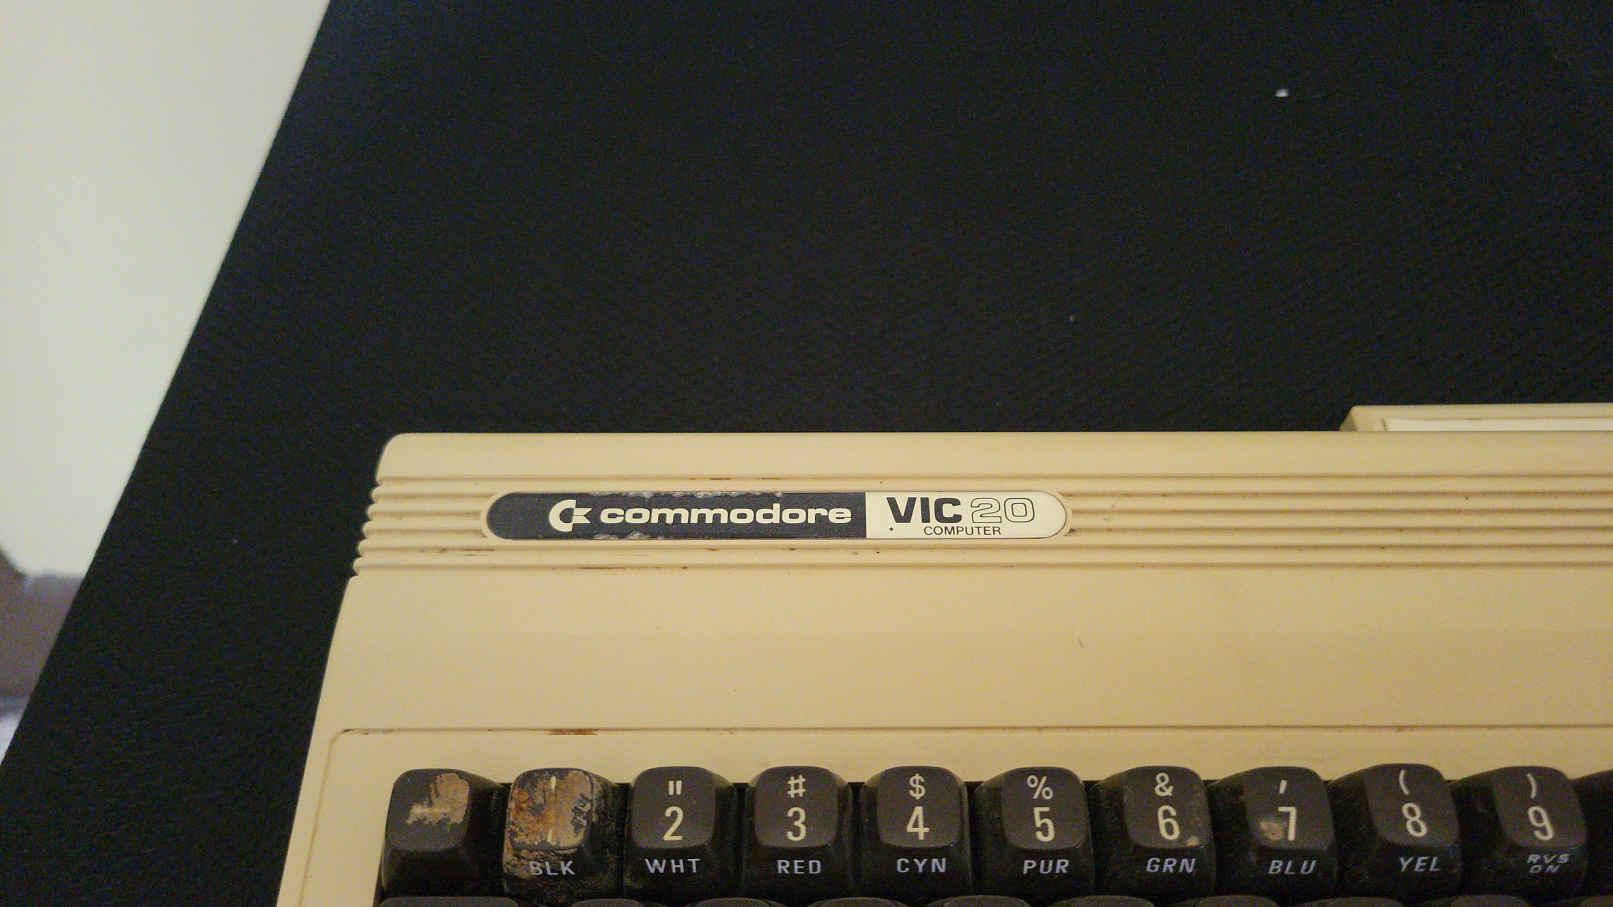 commodore VIC 20
COMPUTER
" # $ % & ' ( )
2 3 4 5 6 7 8 9
BLK WHT RED CYN PUR GRN BLU YEL RVS ON